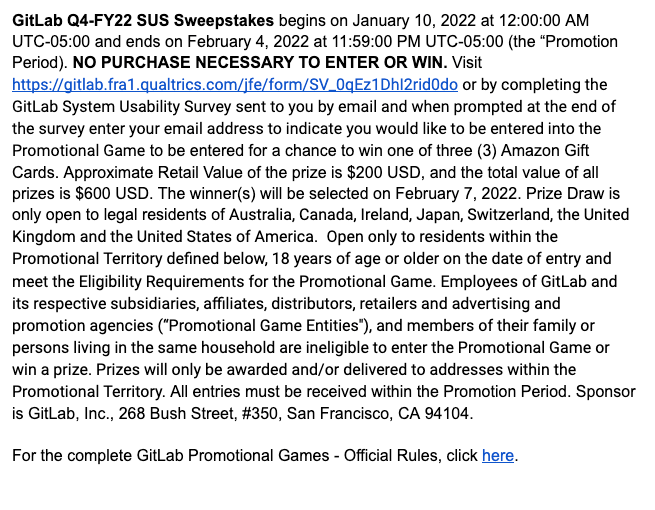 GitLab Q4-FY22 SUS Sweepstakes begins on January 10, 2022 at 12:00:00 AM
UTC-05:00 and ends on February 4, 2022 at 11:59:00 PM UTC-05:00 (the “Promotion
Period). NO PURCHASE NECESSARY TO ENTER OR WIN. Visit
https://gitlab.fra1.qualtrics.com/jfe/form/SV_0qEz1Dhl2rid0do or by completing the
GitLab System Usability Survey sent to you by email and when prompted at the end of
the survey enter your email address to indicate you would like to be entered into the
Promotional Game to be entered for a chance to win one of three (3) Amazon Gift
Cards. Approximate Retail Value of the prize is $200 USD, and the total value of all
prizes is $600 USD. The winner(s) will be selected on February 7, 2022. Prize Draw is
only open to legal residents of Australia, Canada, Ireland, Japan, Switzerland, the United
Kingdom and the United States of America.  Open only to residents within the
Promotional Territory defined below, 18 years of age or older on the date of entry and
meet the Eligibility Requirements for the Promotional Game. Employees of GitLab and
its respective subsidiaries, affiliates, distributors, retailers and advertising and
promotion agencies (“Promotional Game Entities"), and members of their family or
persons living in the same household are ineligible to enter the Promotional Game or
win a prize. Prizes will only be awarded and/or delivered to addresses within the
Promotional Territory. All entries must be received within the Promotion Period. Sponsor
is GitLab, Inc., 268 Bush Street, #350, San Francisco, CA 94104.
For the complete GitLab Promotional Games - Official Rules, click here.